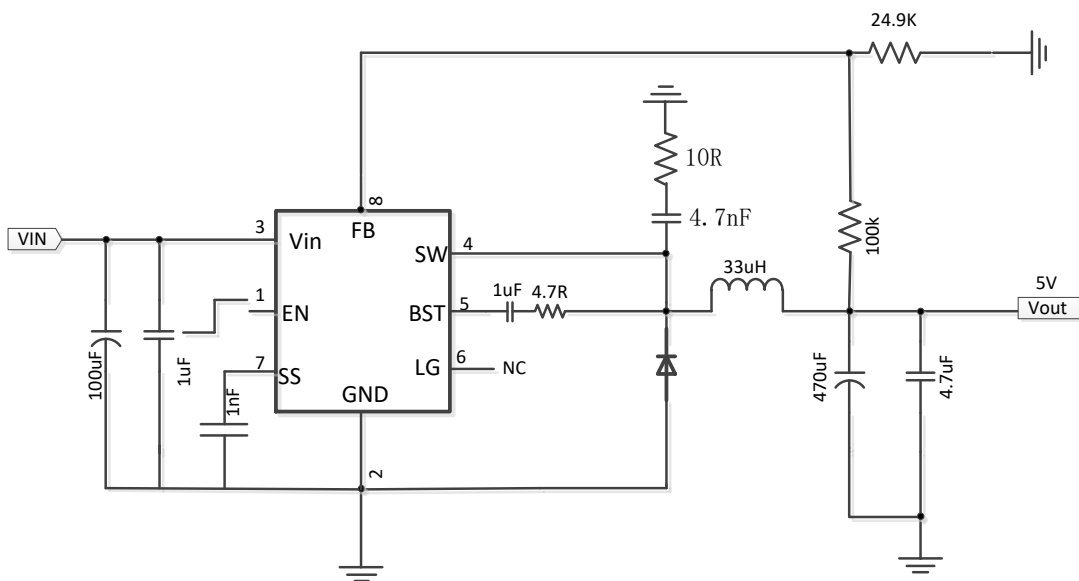 24.9K
10R
4.7nF
100k
VIN
3
Vin
8
FB
SW
4
33uH
5V
Vout
1
EN
BST
5
1uF
4.7R
100uF
1uF
7
SS
1nF
LG
6
NC
GND
2
470uF
4.7uF